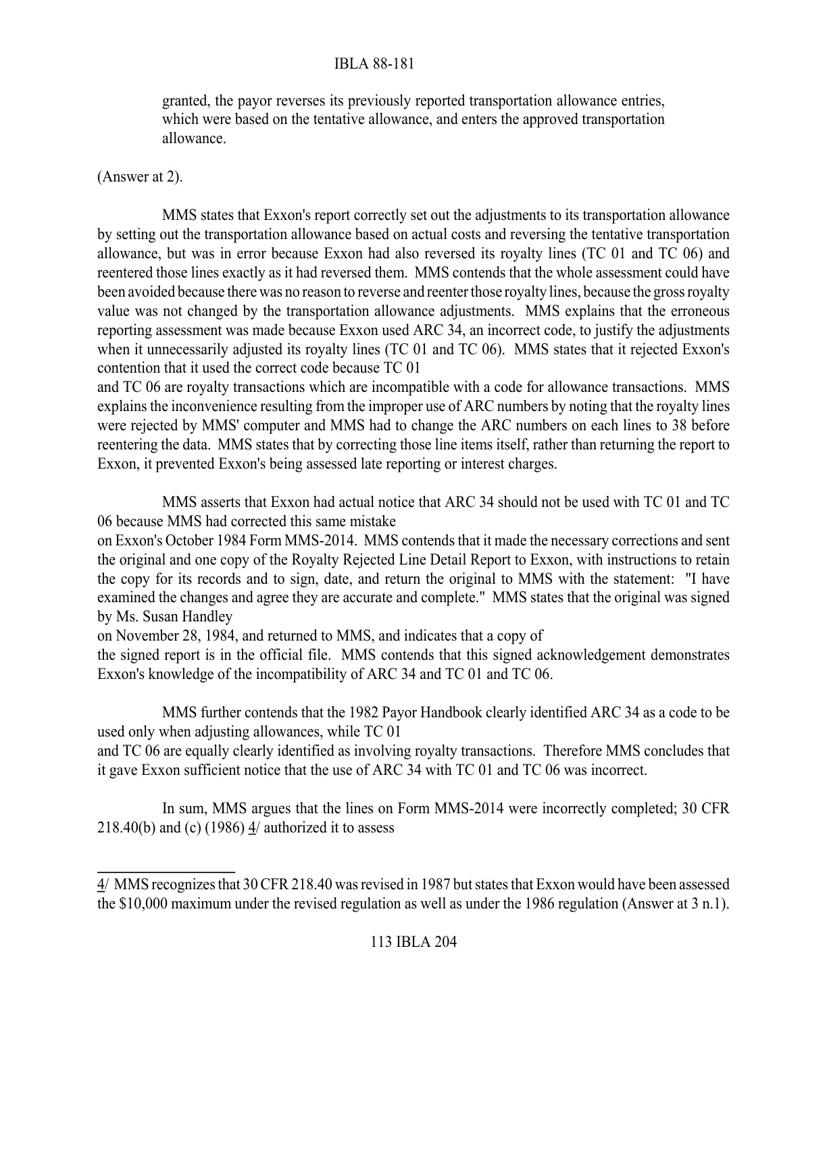 IBLA 88-181
granted, the payor reverses its previously reported transportation allowance entries,
which were based on the tentative allowance, and enters the approved transportation
allowance.
(Answer at 2).
MMS states that Exxon's report correctly set out the adjustments to its transportation allowance
by setting out the transportation allowance based on actual costs and reversing the tentative transportation
allowance, but was in error because Exxon had also reversed its royalty lines (TC 01 and TC 06) and
reentered those lines exactly as it had reversed them. MMS contends that the whole assessment could have
been avoided because there was no reason to reverse and reenter those royalty lines, because the gross royalty
value was not changed by the transportation allowance adjustments. MMS explains that the erroneous
reporting assessment was made because Exxon used ARC 34, an incorrect code, to justify the adjustments
when it unnecessarily adjusted its royalty lines (TC 01 and TC 06). MMS states that it rejected Exxon's
contention that it used the correct code because TC 01
and TC 06 are royalty transactions which are incompatible with a code for allowance transactions. MMS
explains the inconvenience resulting from the improper use of ARC numbers by noting that the royalty lines
were rejected by MMS' computer and MMS had to change the ARC numbers on each lines to 38 before
reentering the data. MMS states that by correcting those line items itself, rather than returning the report to
Exxon, it prevented Exxon's being assessed late reporting or interest charges.
MMS asserts that Exxon had actual notice that ARC 34 should not be used with TC 01 and TC
06 because MMS had corrected this same mistake
on Exxon's October 1984 Form MMS-2014. MMS contends that it made the necessary corrections and sent
the original and one copy of the Royalty Rejected Line Detail Report to Exxon, with instructions to retain
the copy for its records and to sign, date, and return the original to MMS with the statement: "I have
examined the changes and agree they are accurate and complete." MMS states that the original was signed
by Ms. Susan Handley
on November 28, 1984, and returned to MMS, and indicates that a copy of
the signed report is in the official file. MMS contends that this signed acknowledgement demonstrates
Exxon's knowledge of the incompatibility of ARC 34 and TC 01 and TC 06.
MMS further contends that the 1982 Payor Handbook clearly identified ARC 34 as a code to be
used only when adjusting allowances, while TC 01
and TC 06 are equally clearly identified as involving royalty transactions. Therefore MMS concludes that
it gave Exxon sufficient notice that the use of ARC 34 with TC 01 and TC 06 was incorrect.
In sum, MMS argues that the lines on Form MMS-2014 were incorrectly completed; 30 CFR
218.40(b) and (c) (1986) 4/ authorized it to assess
4/ MMS recognizes that 30 CFR 218.40 was revised in 1987 but states that Exxon would have been assessed
the $10,000 maximum under the revised regulation as well as under the 1986 regulation (Answer at 3 n.1).
113 IBLA 204